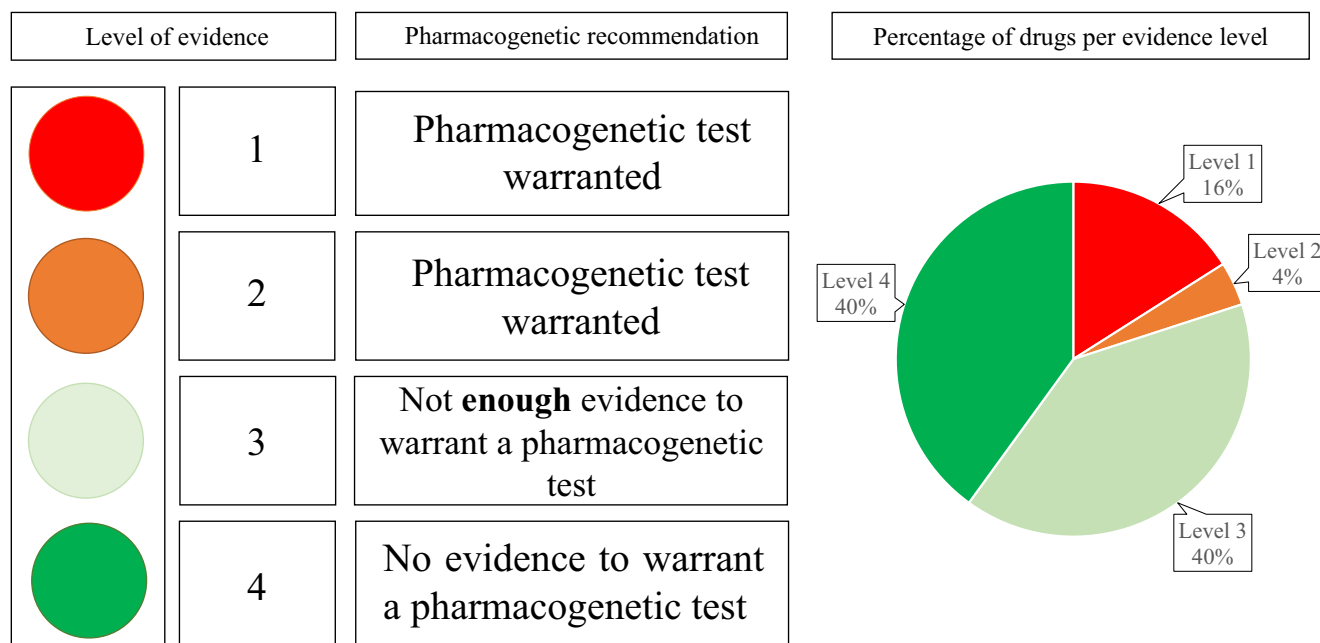 Level of evidence
Pharmacogenetic recommendation
Percentage of drugs per evidence level
1
Pharmacogenetic test
warranted
2
Pharmacogenetic test
warranted
3
Not enough evidence to
warrant a pharmacogenetic
test
4
No evidence to warrant
a pharmacogenetic test
Level 1
16%
Level 2
4%
Level 4
40%
Level 3
40%